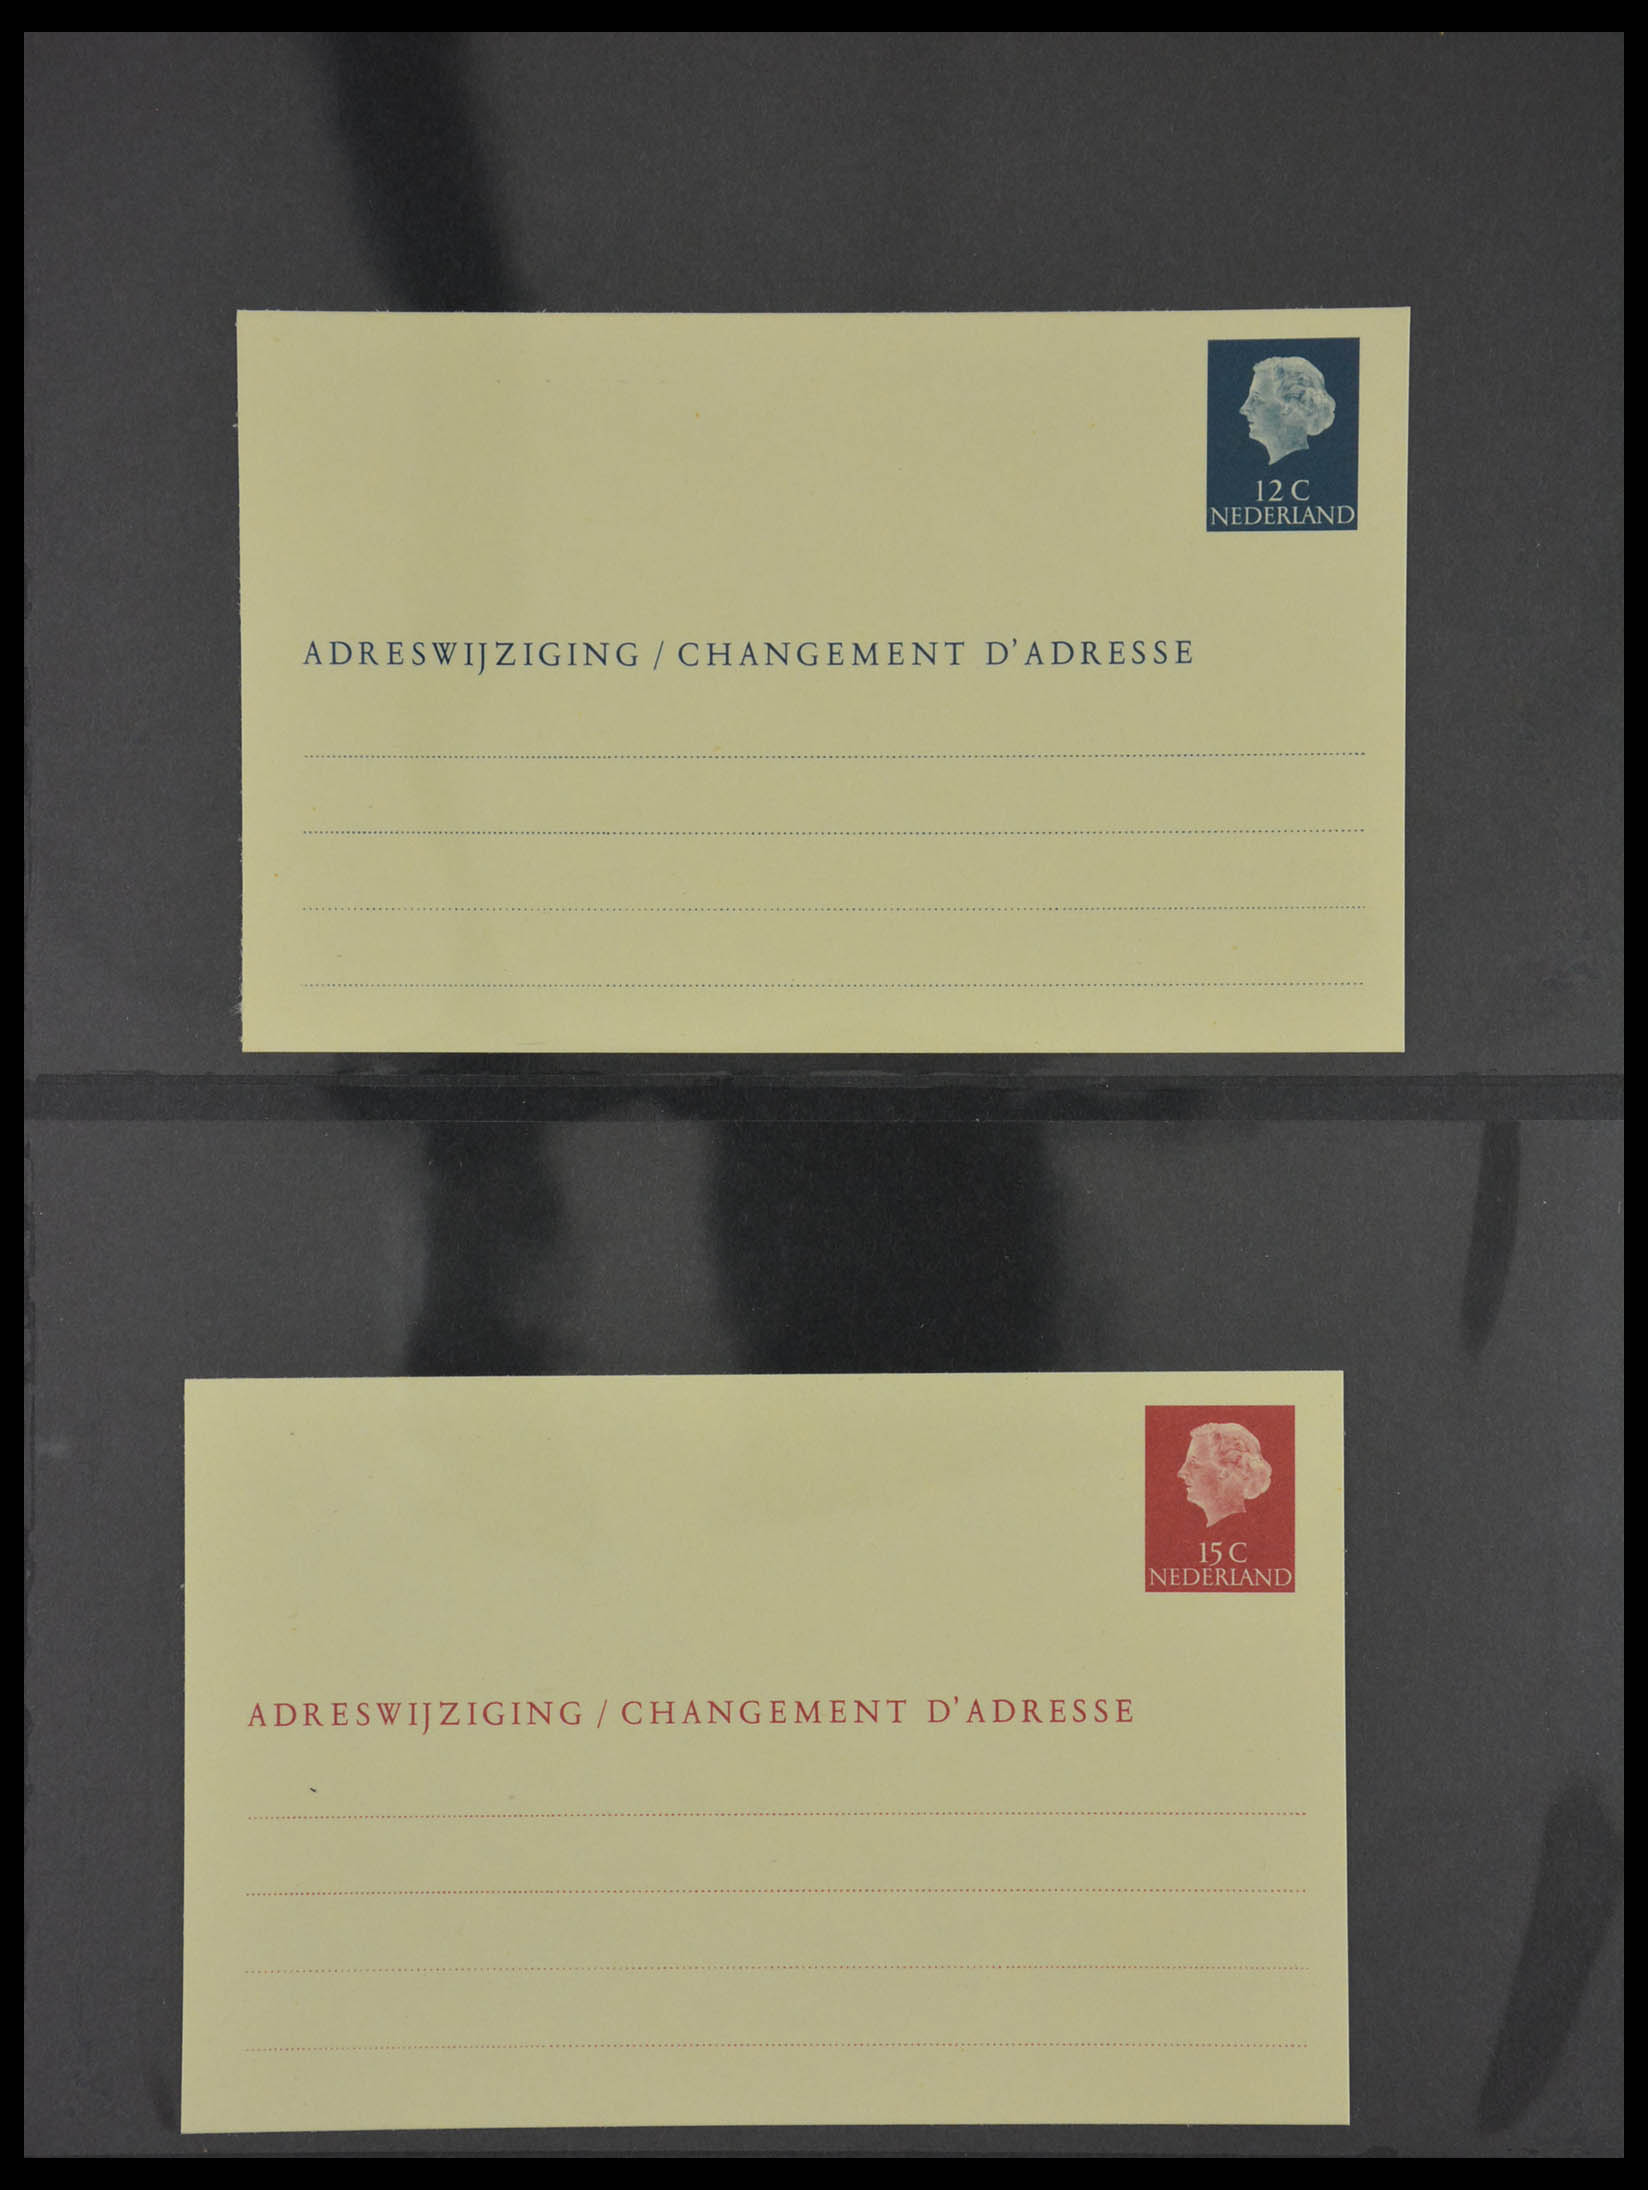 12 C
NEDERLAND
ADRESWIJZIGING / CHANGEMENT D'ADRESSE
15 C
NEDERLAND
ADRESWIJZIGING / CHANGEMENT D'ADRESSE